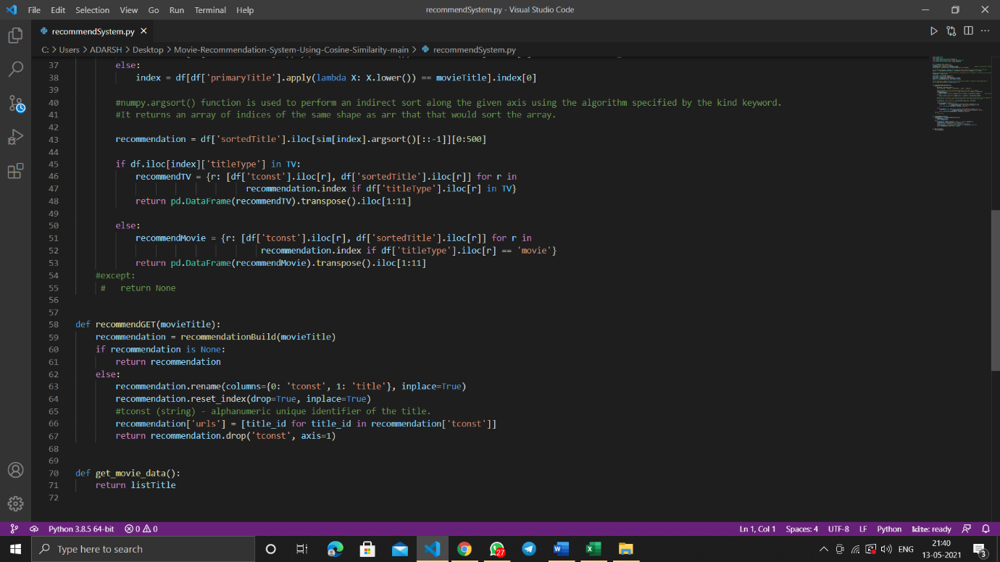 File Edit Selection View Go Run Terminal Help recommendSystem.py - Visual Studio Code
recommendSystem.py
C: > Users > ADARSH > Desktop > Movie-Recommendation-System-Using-Cosine-Similarity-main > recommendSystem.py
37 else:
38 index = df[df['primaryTitle'].apply(lambda X: X.lower()) == movieTitle].index[0]
39
40 #numpy.argsort() function is used to perform an indirect sort along the given axis using the algorithm specified by the kind keyword.
41 #It returns an array of indices of the same shape as arr that that would sort the array.
42
43 recommendation = df['sortedTitle'].iloc[sim[index].argsort()[::-1]][0:500]
44
45 if df.iloc[index]['titleType'] in TV:
46 recommendTV = {r: [df['tconst'].iloc[r], df['sortedTitle'].iloc[r]] for r in
47 recommendation.index if df['titleType'].iloc[r] in TV}
48 return pd.DataFrame(recommendTV).transpose().iloc[1:11]
49
50 else:
51 recommendMovie = {r: [df['tconst'].iloc[r], df['sortedTitle'].iloc[r]] for r in
52 recommendation.index if df['titleType'].iloc[r] == 'movie'}
53 return pd.DataFrame(recommendMovie).transpose().iloc[1:11]
54 #except:
55 # return None
56
57
58 def recommendGET(movieTitle):
59 recommendation = recommendationBuild(movieTitle)
60 if recommendation is None:
61 return recommendation
62 else:
63 recommendation.rename(columns={0: 'tconst', 1: 'title'}, inplace=True)
64 recommendation.reset_index(drop=True, inplace=True)
65 #tconst (string) - alphanumeric unique identifier of the title.
66 recommendation['urls'] = [title_id for title_id in recommendation['tconst']]
67 return recommendation.drop('tconst', axis=1)
68
69
70 def get_movie_data():
71 return listTitle
72
Python 3.8.5 64-bit 0 0 Ln 1, Col 1 Spaces: 4 UTF-8 LF Python kite: ready
Type here to search 27 ENG 21:40
13-05-2021 3